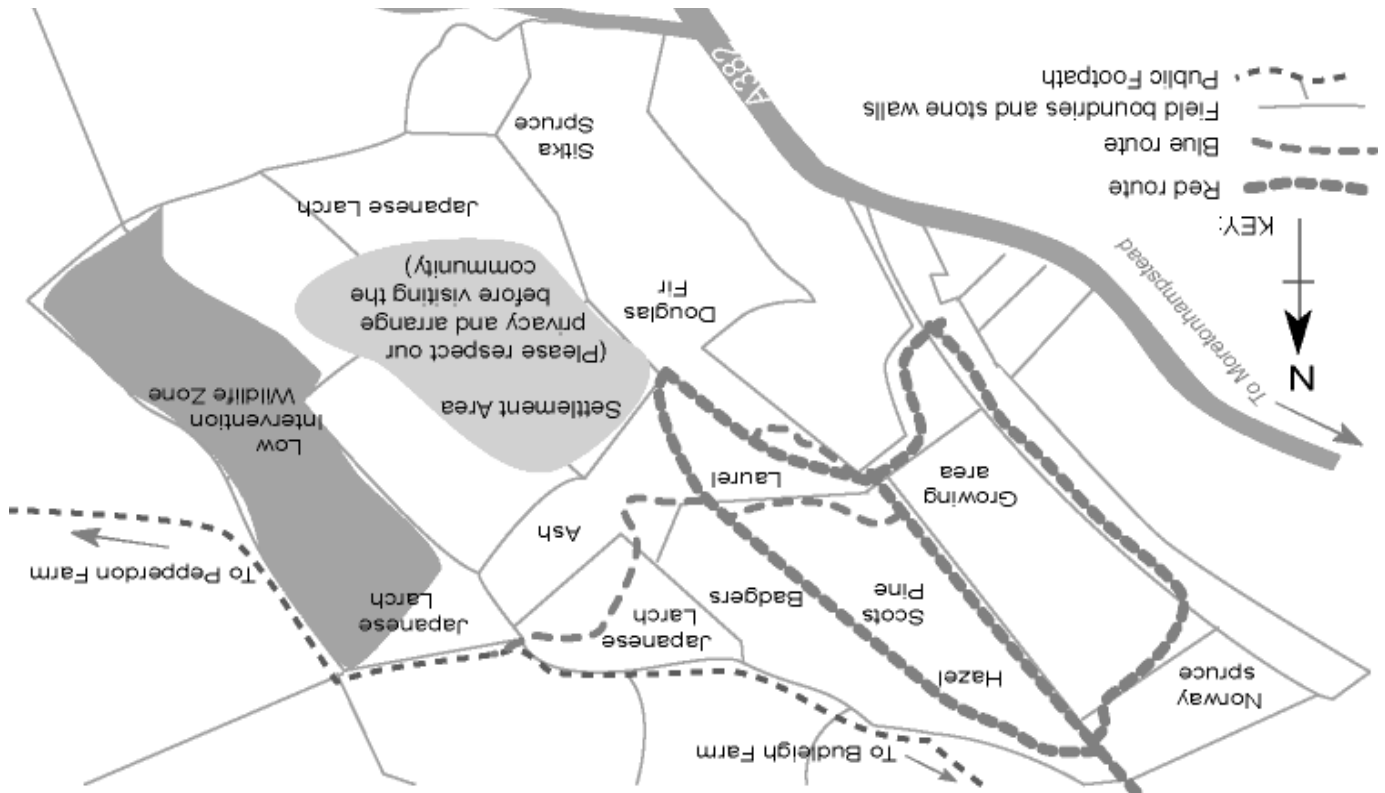 To Budleigh Farm
Norway
spruce
Hazel
Japanese
Larch
Japanese
Larch
Scots
Pine
Badgers
To Pepperdon Farm
Ash
Growing
area
Laurel
Low
Intervention
Wildlife Zone
Settlement Area
(Please respect our
privacy and arrange
before visiting the
community)
N
To Moretonhampstead
Douglas
Fir
Japanese Larch
KEY:
Red route
Blue route
Field boundries and stone walls
Public Footpath
Sitka
Spruce
A382